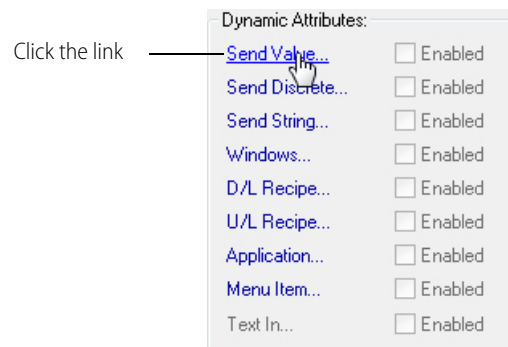 Dynamic Attributes:
Click the link Send Value... Enabled
Send Discrete... Enabled
Send String... Enabled
Windows... Enabled
D/L Recipe... Enabled
U/L Recipe... Enabled
Application... Enabled
Menu Item... Enabled
Text In... Enabled